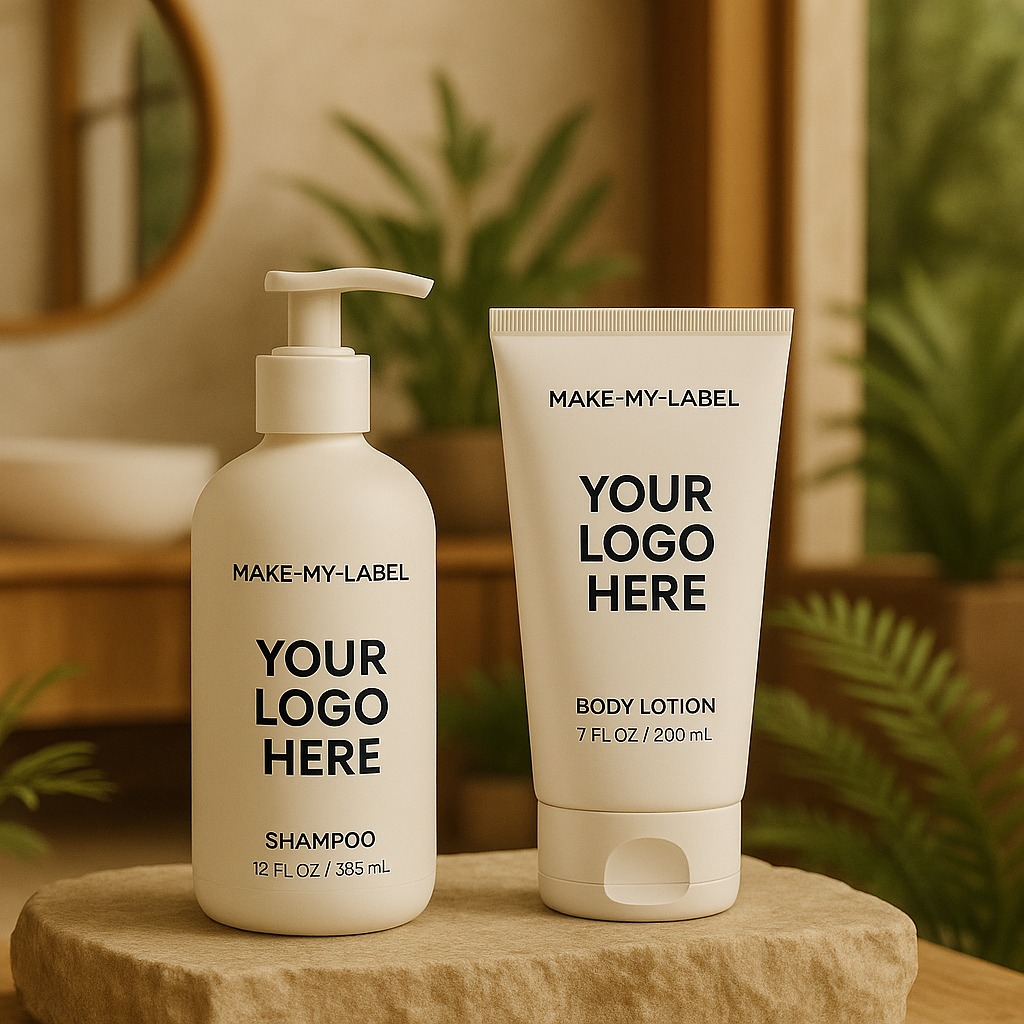 MAKE-MY-LABEL
YOUR
LOGO
HERE
SHAMPOO
12 FL OZ / 385 mL
MAKE-MY-LABEL
YOUR
LOGO
HERE
BODY LOTION
7 FL OZ / 200 mL